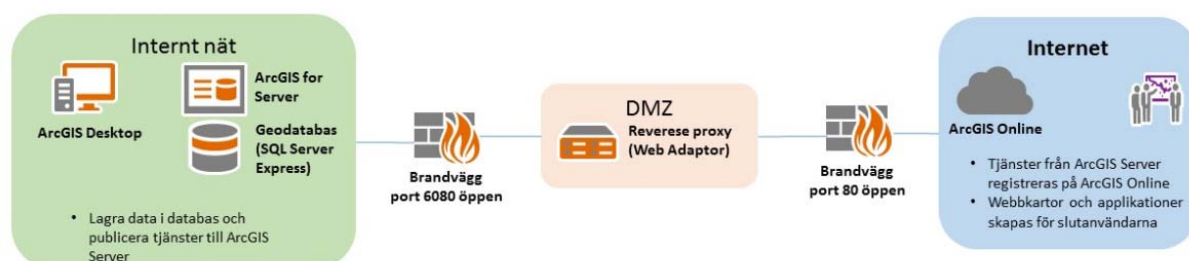 Internt nät
ArcGIS Desktop
ArcGIS for
Server
Geodatabas
(SQL Server
Express)
• Lagra data i databas och
publicera tjänster till ArcGIS
Server
Brandvägg
port 6080 öppen
DMZ
Reverese proxy
(Web Adaptor)
Brandvägg
port 80 öppen
Internet
ArcGIS Online
• Tjänster från ArcGIS Server
registreras på ArcGIS Online
• Webbkartor och applikationer
skapas för slutanvändarna